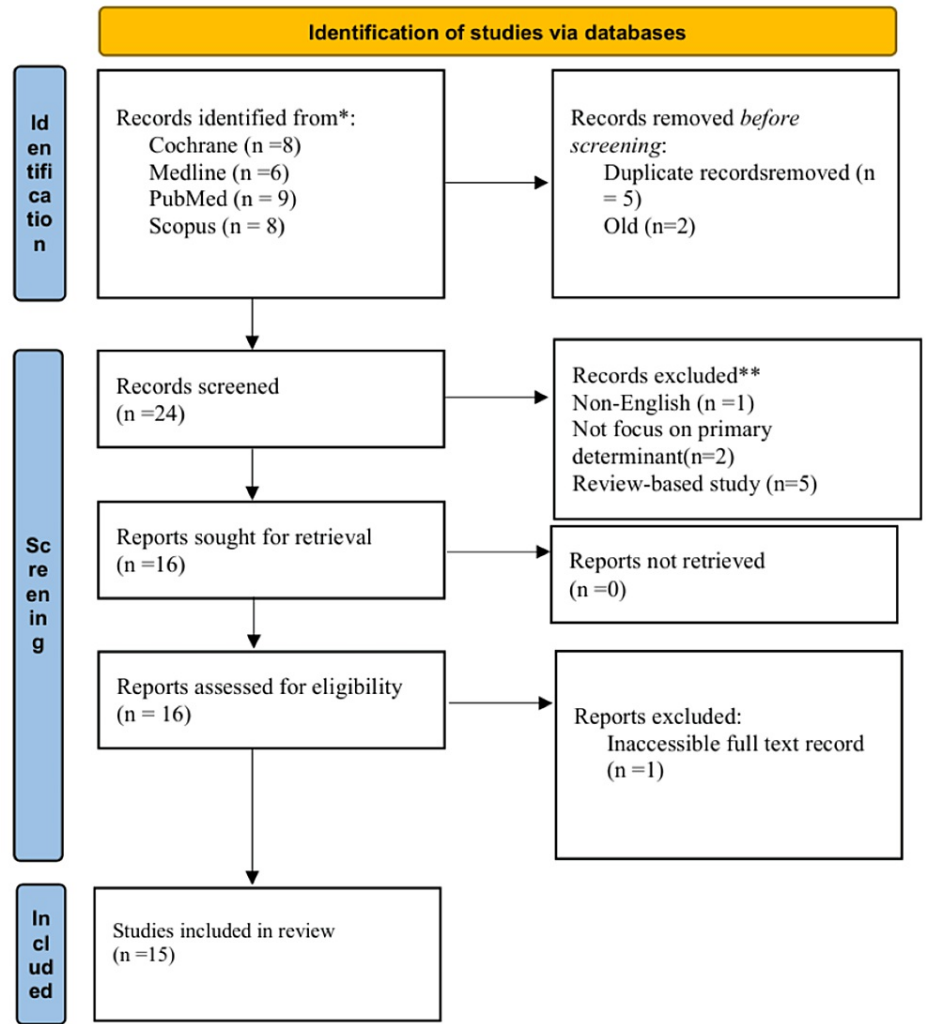 Identification of studies via databases
Id
en
tifi
ca
tio
n
Records identified from*:
Cochrane (n =8)
Medline (n =6)
PubMed (n = 9)
Scopus (n = 8)
Records removed before
screening:
Duplicate recordsremoved (n
= 5)
Old (n=2)
Sc
re
en
in
g
Records screened
(n =24)
Records excluded**
Non-English (n =1)
Not focus on primary
determinant(n=2)
Review-based study (n=5)
Reports sought for retrieval
(n =16)
Reports not retrieved
(n =0)
Reports assessed for eligibility
(n = 16)
Reports excluded:
Inaccessible full text record
(n =1)
In
cl
ud
ed
Studies included in review
(n =15)